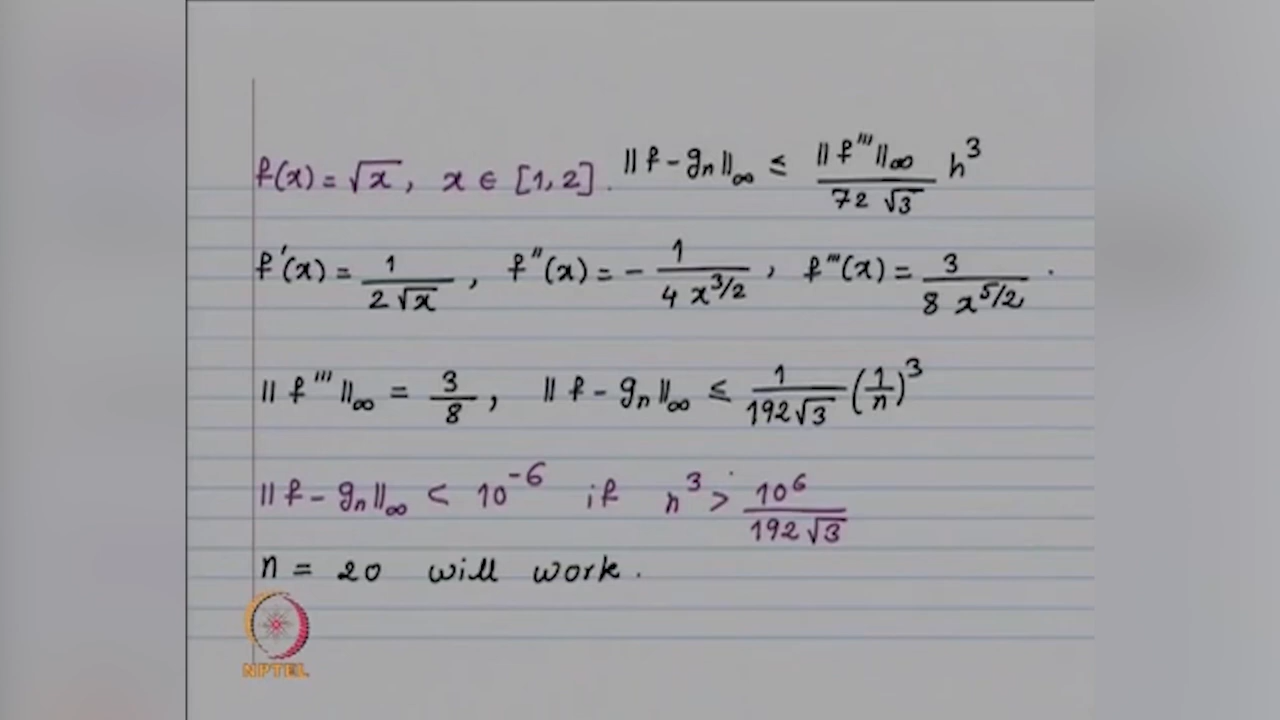 f(x) = √x, x ∈ [1, 2]. ‖f - gₙ‖∞ ≤ ‖f'''‖∞ / 72√3 h³
f'(x) = 1 / 2√x, f''(x) = - 1 / 4 x^3/2, f'''(x) = 3 / 8 x^5/2.
‖f'''‖∞ = 3/8, ‖f - gₙ‖∞ ≤ 1 / 192√3 (1/n)³
‖f - gₙ‖∞ < 10⁻⁶ if n³ > 10⁶ / 192√3
n = 20 will work.
NPTEL